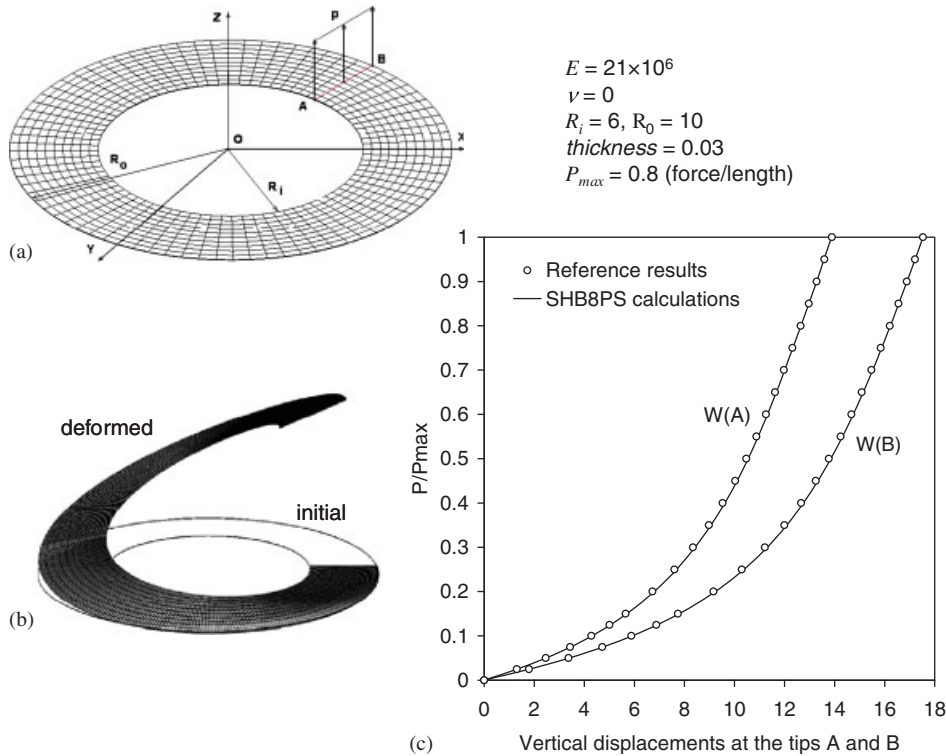 Z
P
B
A
O
X
R₀
Rᵢ
Y
(a)
E = 21×10⁶
ν = 0
Rᵢ = 6, R₀ = 10
thickness = 0.03
Pₘₐₓ = 0.8 (force/length)
deformed
initial
(b)
1
0.9
0.8
0.7
0.6
0.5
0.4
0.3
0.2
0.1
0
P/Pmax
Reference results
SHB8PS calculations
W(A)
W(B)
0 2 4 6 8 10 12 14 16 18
(c) Vertical displacements at the tips A and B